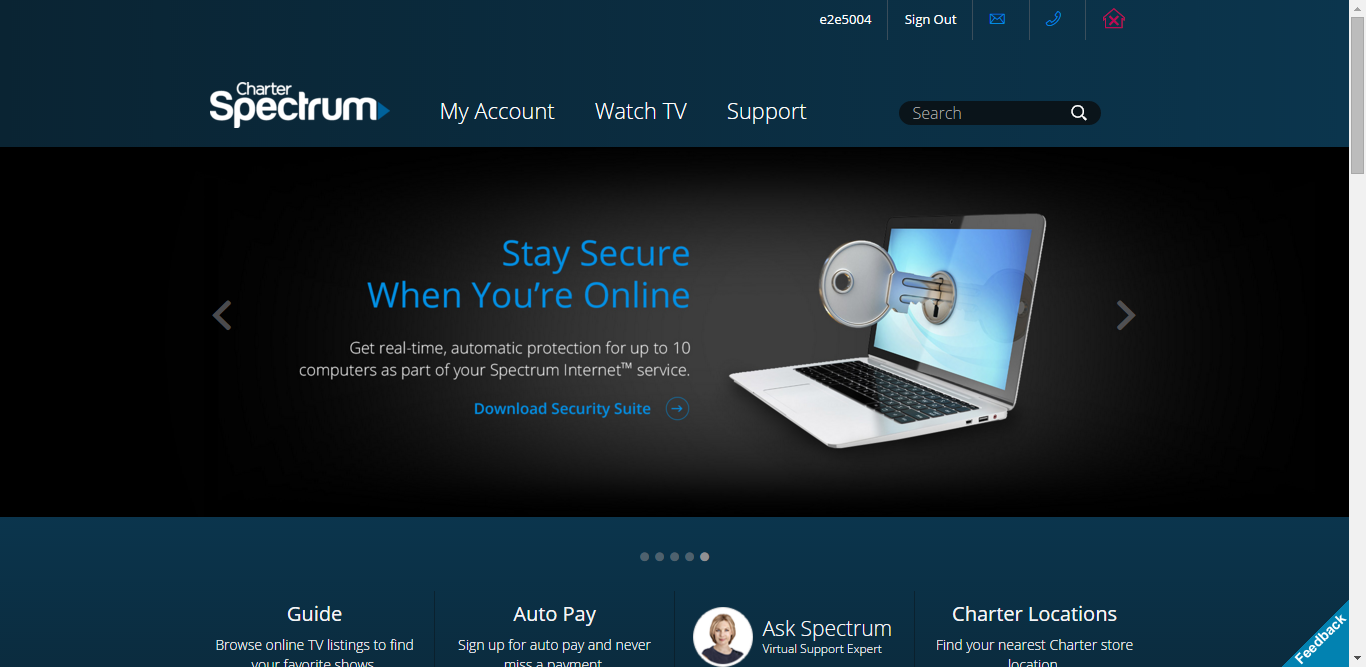 e2e5004
Sign Out
Charter
Spectrum
My Account
Watch TV
Support
Search
Stay Secure
When You're Online
Get real-time, automatic protection for up to 10
computers as part of your Spectrum Internet™ service.
Download Security Suite
Guide
Browse online TV listings to find
your favorite shows.
Auto Pay
Sign up for auto pay and never
miss a payment.
Ask Spectrum
Virtual Support Expert
Charter Locations
Find your nearest Charter store
location.
Feedback